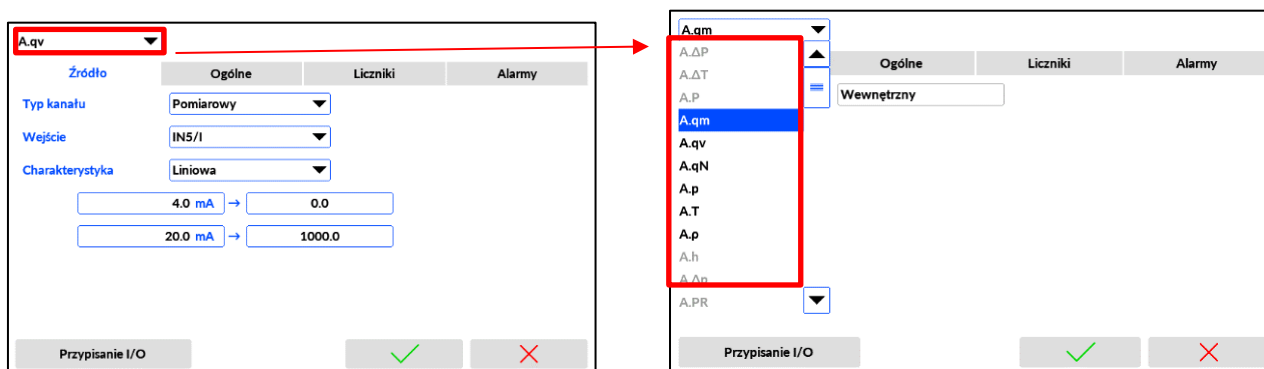 A.qv
Źródło Ogólne Liczniki Alarmy
Typ kanału Pomiarowy
Wejście IN5/I
Charakterystyka Liniowa
4.0 mA → 0.0
20.0 mA → 1000.0
Przypisanie I/O
A.qm
A.ΔP
A.ΔT
A.P
A.qm
A.qv
A.qN
A.p
A.T
A.ρ
A.h
A.Δp
A.PR
Ogólne Liczniki Alarmy
Wewnętrzny
Przypisanie I/O